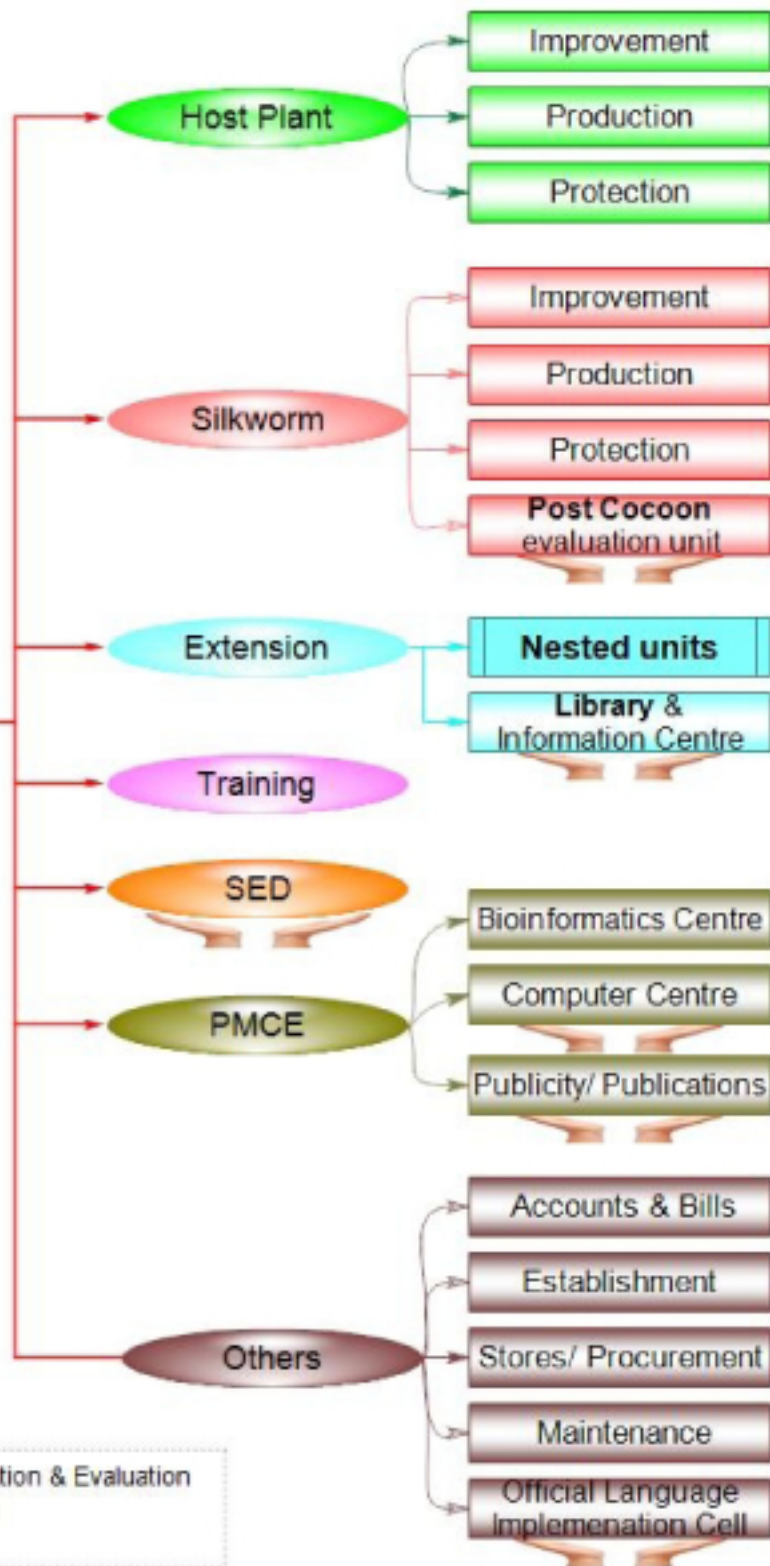 Host Plant
Improvement
Production
Protection
Silkworm
Improvement
Production
Protection
Post Cocoon
evaluation unit
Extension
Nested units
Library &
Information Centre
Training
SED
PMCE
Bioinformatics Centre
Computer Centre
Publicity/ Publications
Others
Accounts & Bills
Establishment
Stores/ Procurement
Maintenance
Official Language
Implemenation Cell
tion & Evaluation